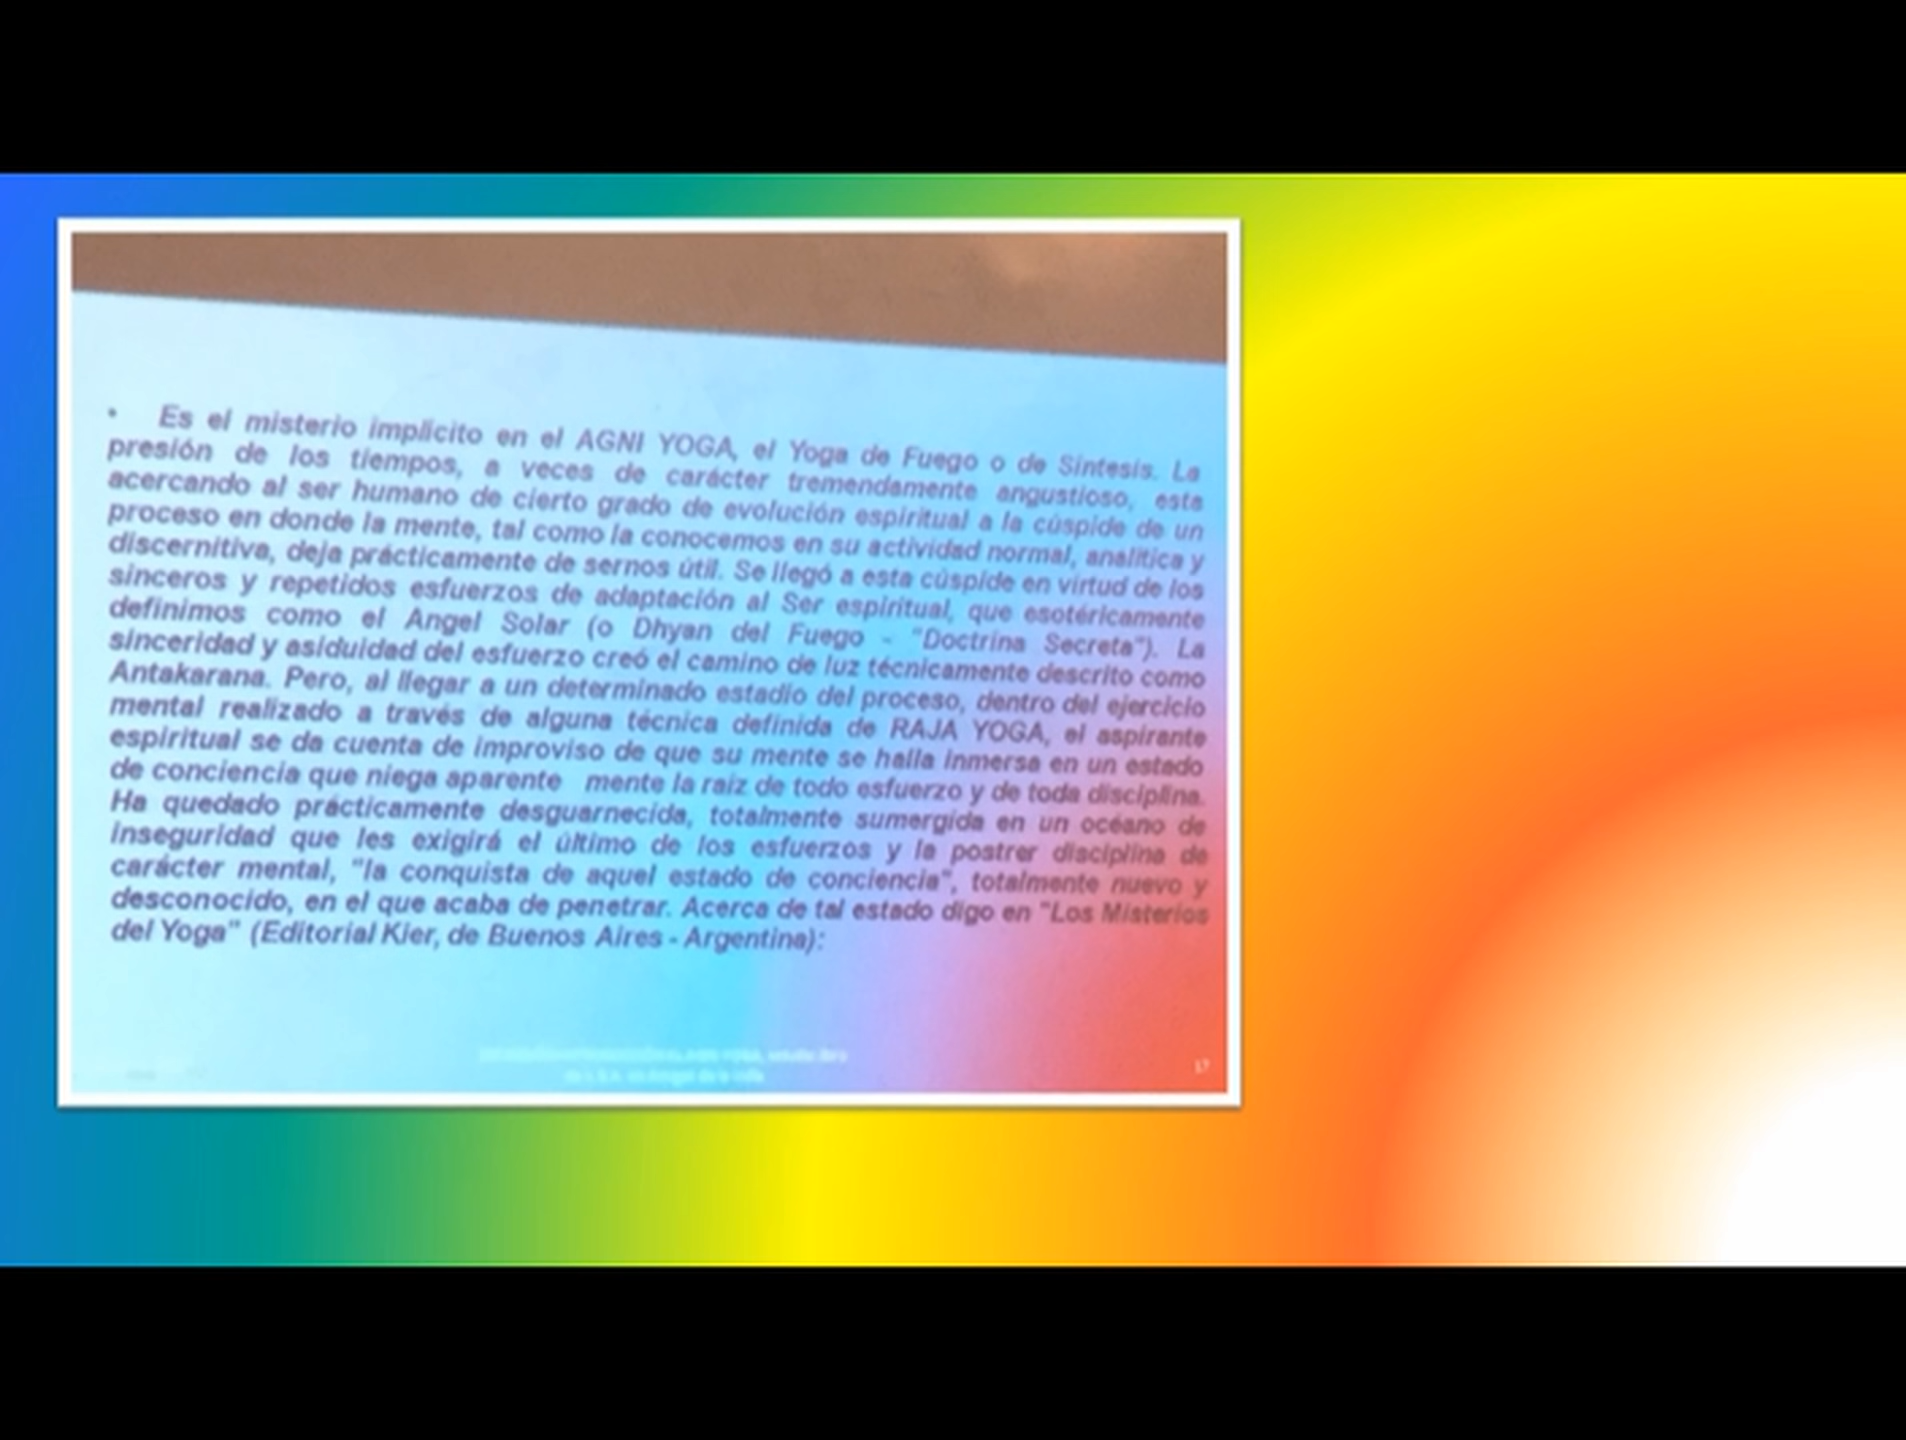 • Es el misterio implícito en el AGNI YOGA, el Yoga de Fuego o de Síntesis. La
presión de los tiempos, a veces de carácter tremendamente angustioso, esta
acercando al ser humano de cierto grado de evolución espiritual a la cúspide de un
proceso en donde la mente, tal como la conocemos en su actividad normal, analítica y
discernitiva, deja prácticamente de sernos útil. Se llegó a esta cúspide en virtud de los
sinceros y repetidos esfuerzos de adaptación al Ser espiritual, que esotéricamente
definimos como el Angel Solar (o Dhyan del Fuego - "Doctrina Secreta"). La
sinceridad y asiduidad del esfuerzo creó el camino de luz técnicamente descrito como
Antakarana. Pero, al llegar a un determinado estadio del proceso, dentro del ejercicio
mental realizado a través de alguna técnica definida de RAJA YOGA, el aspirante
espiritual se da cuenta de improviso de que su mente se halla inmersa en un estado
de conciencia que niega aparente mente la raíz de todo esfuerzo y de toda disciplina.
Ha quedado prácticamente desguarnecida, totalmente sumergida en un océano de
inseguridad que les exigirá el último de los esfuerzos y la postrer disciplina de
carácter mental, "la conquista de aquel estado de conciencia", totalmente nuevo y
desconocido, en el que acaba de penetrar. Acerca de tal estado digo en "Los Misterios
del Yoga" (Editorial Kier, de Buenos Aires - Argentina):
17